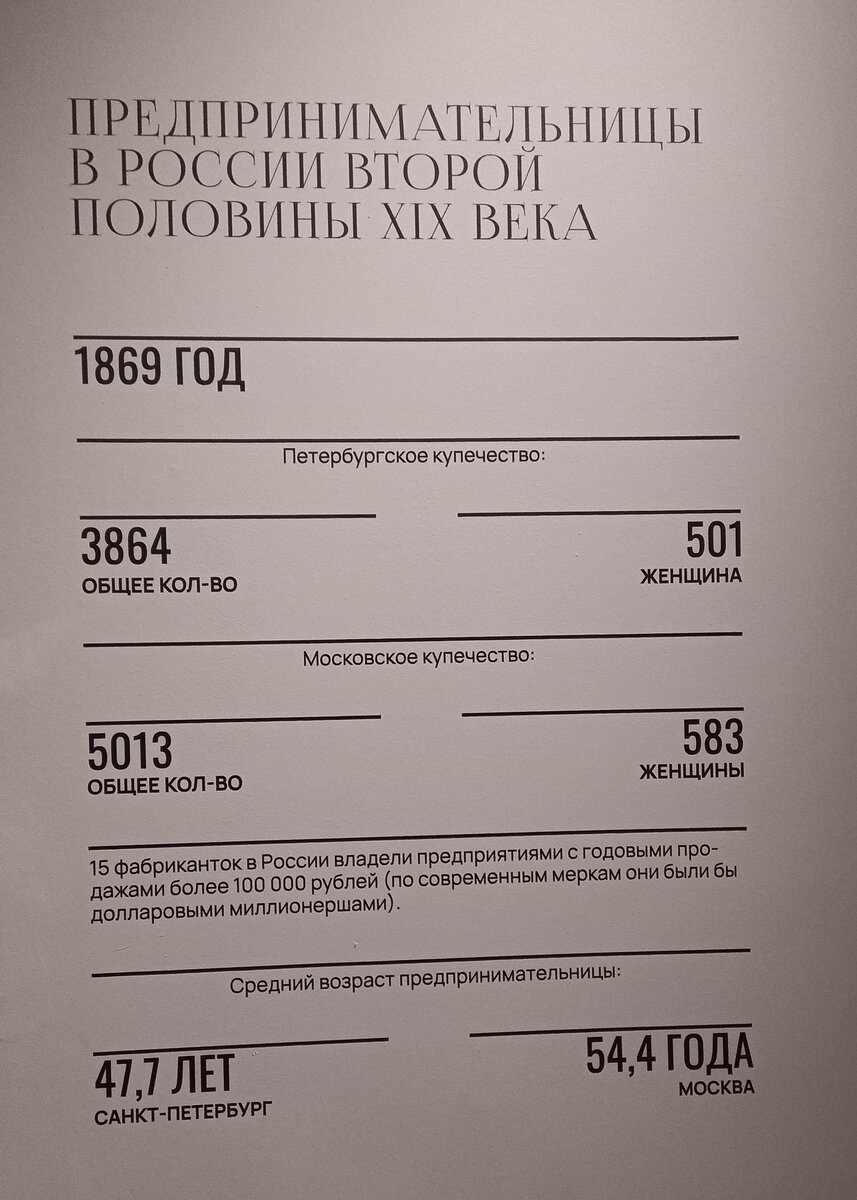 ПРЕДПРИНИМАТЕЛЬНИЦЫ
В РОССИИ ВТОРОЙ
ПОЛОВИНЫ XIX ВЕКА
1869 ГОД
Петербургское купечество:
3864
ОБЩЕЕ КОЛ-ВО
501
ЖЕНЩИНА
Московское купечество:
5013
ОБЩЕЕ КОЛ-ВО
583
ЖЕНЩИНЫ
15 фабриканток в России владели предприятиями с годовыми про-
дажами более 100 000 рублей (по современным меркам они были бы
долларовыми миллионершами).
Средний возраст предпринимательницы:
47,7 ЛЕТ
САНКТ-ПЕТЕРБУРГ
54,4 ГОДА
МОСКВА